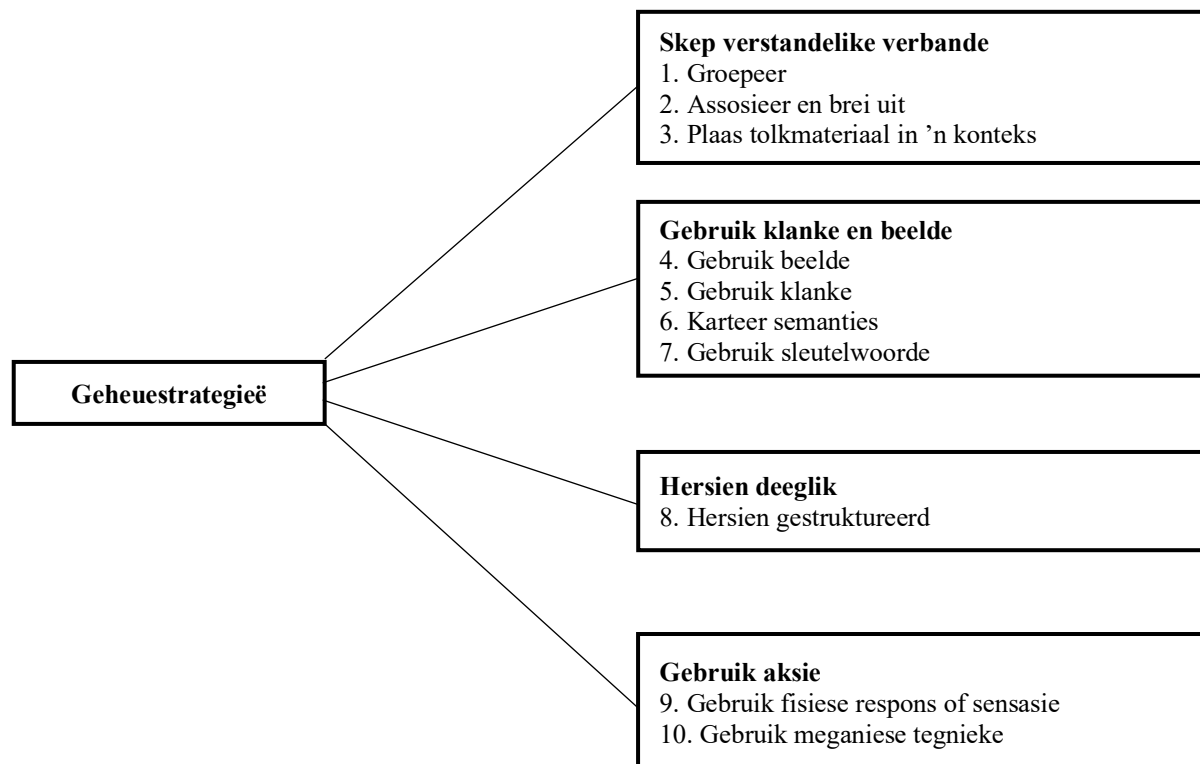 Geheuestrategieë
Skep verstandelike verbande
1. Groepeer
2. Assosieer en brei uit
3. Plaas tolkmateriaal in ’n konteks
Gebruik klanke en beelde
4. Gebruik beelde
5. Gebruik klanke
6. Karteer semanties
7. Gebruik sleutelwoorde
Hersien deeglik
8. Hersien gestruktureerd
Gebruik aksie
9. Gebruik fisiese respons of sensasie
10. Gebruik meganiese tegnieke